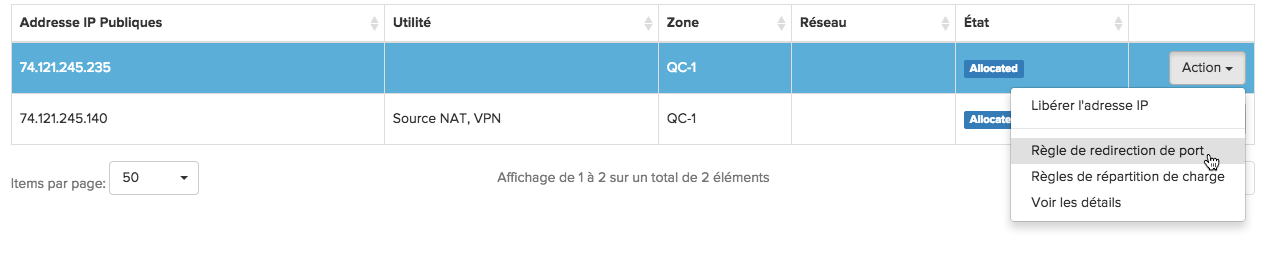 Addresse IP Publiques Utilité Zone Réseau État
74.121.245.235 QC-1 Allocated Action
Libérer l'adresse IP
74.121.245.140 Source NAT, VPN QC-1 Allocate
Règle de redirection de port
Items par page: 50 Affichage de 1 à 2 sur un total de 2 éléments
Règles de répartition de charge
Voir les détails